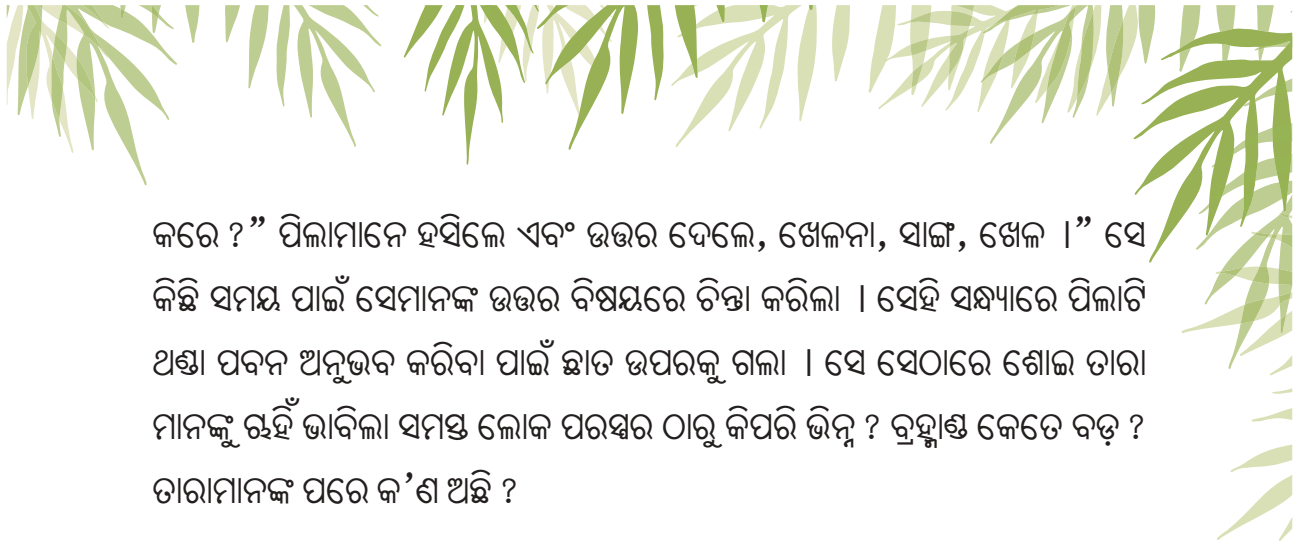 କରେ ?” ପିଲାମାନେ ହସିଲେ ଏବଂ ଉତ୍ତର ଦେଲେ, ଖେଳନା, ସାଙ୍ଗ, ଖେଳ ।” ସେ
କିଛି ସମୟ ପାଇଁ ସେମାନଙ୍କ ଉତ୍ତର ବିଷୟରେ ଚିନ୍ତା କରିଲା । ସେହି ସନ୍ଧ୍ୟାରେ ପିଲାଟି
ଥଣ୍ଡା ପବନ ଅନୁଭବ କରିବା ପାଇଁ ଛାତ ଉପରକୁ ଗଲା । ସେ ସେଠାରେ ଶୋଇ ତାରା
ମାନଙ୍କୁ ଚାହିଁ ଭାବିଲା ସମସ୍ତ ଲୋକ ପରସ୍ପର ଠାରୁ କିପରି ଭିନ୍ନ ? ବ୍ରହ୍ମାଣ୍ଡ କେତେ ବଡ଼ ?
ତାରାମାନଙ୍କ ପରେ କ’ଣ ଅଛି ?